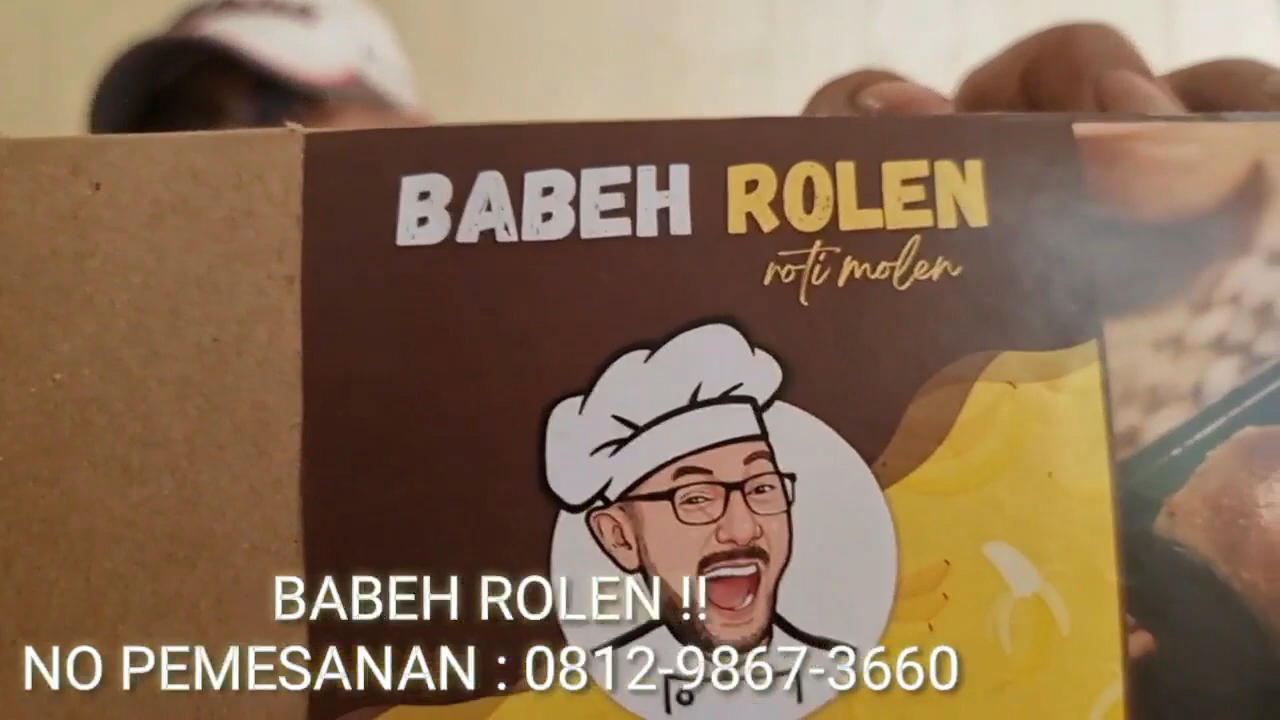 BABEH ROLEN
roti molen
BABEH ROLEN !!
NO PEMESANAN : 0812-9867-3660